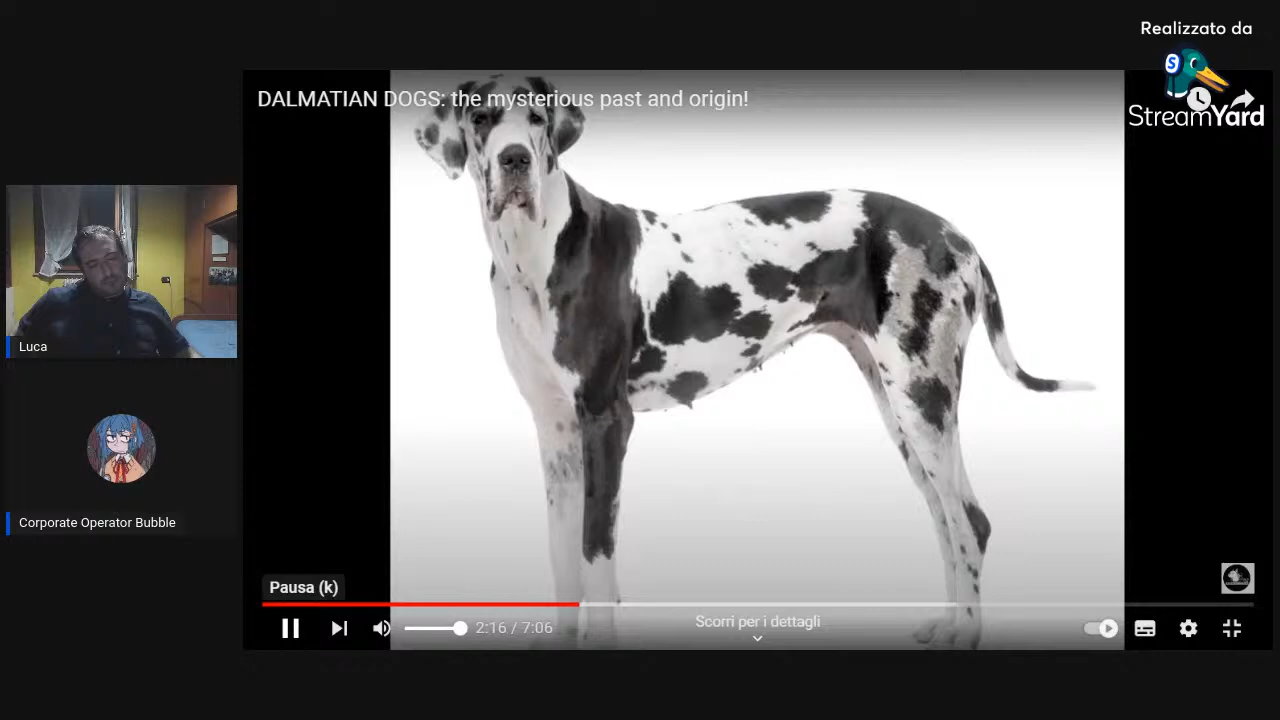 Realizzato da
S
StreamYard
DALMATIAN DOGS: the mysterious past and origin!
Luca
Corporate Operator Bubble
Pausa (k)
2:16 / 7:06
Scorri per i dettagli